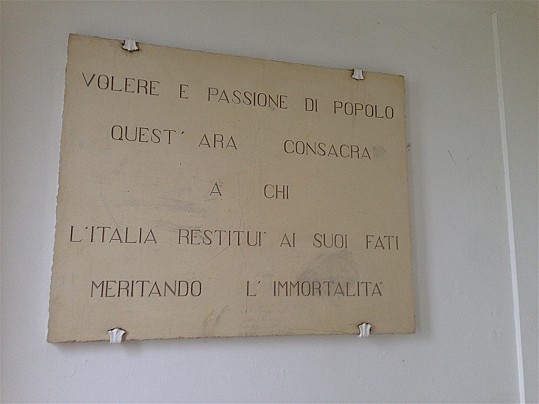 VOLERE E PASSIONE DI POPOLO
QUEST' ARA CONSACRA
A CHI
L'ITALIA RESTITUI' AI SUOI FATI
MERITANDO L' IMMORTALITA'